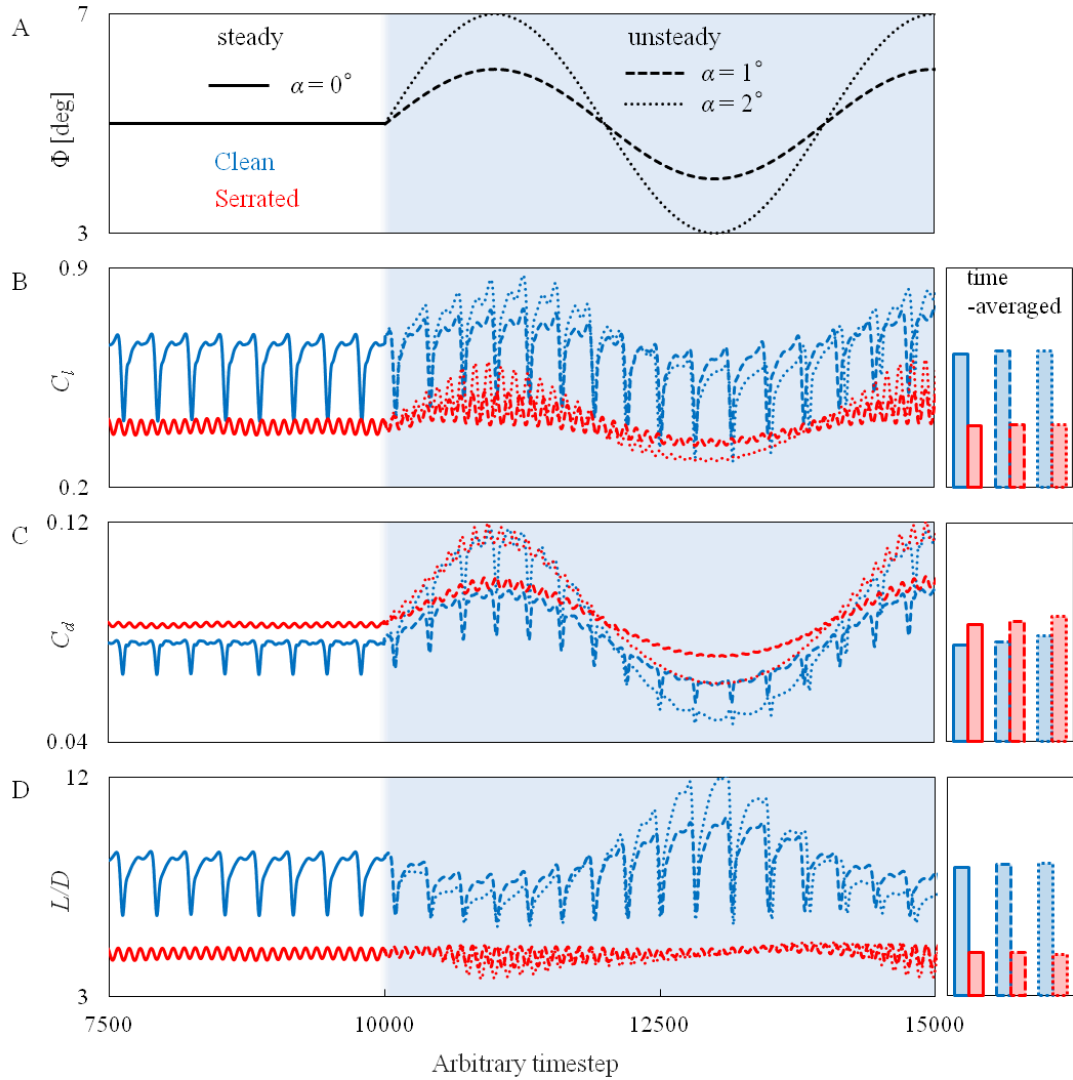 A
7
Φ [deg]
3
steady
α = 0°
unsteady
α = 1°
α = 2°
Clean
Serrated
B
0.9
C_l
0.2
time
-averaged
C
0.12
C_d
0.04
D
12
L/D
3
7500 10000 12500 15000
Arbitrary timestep